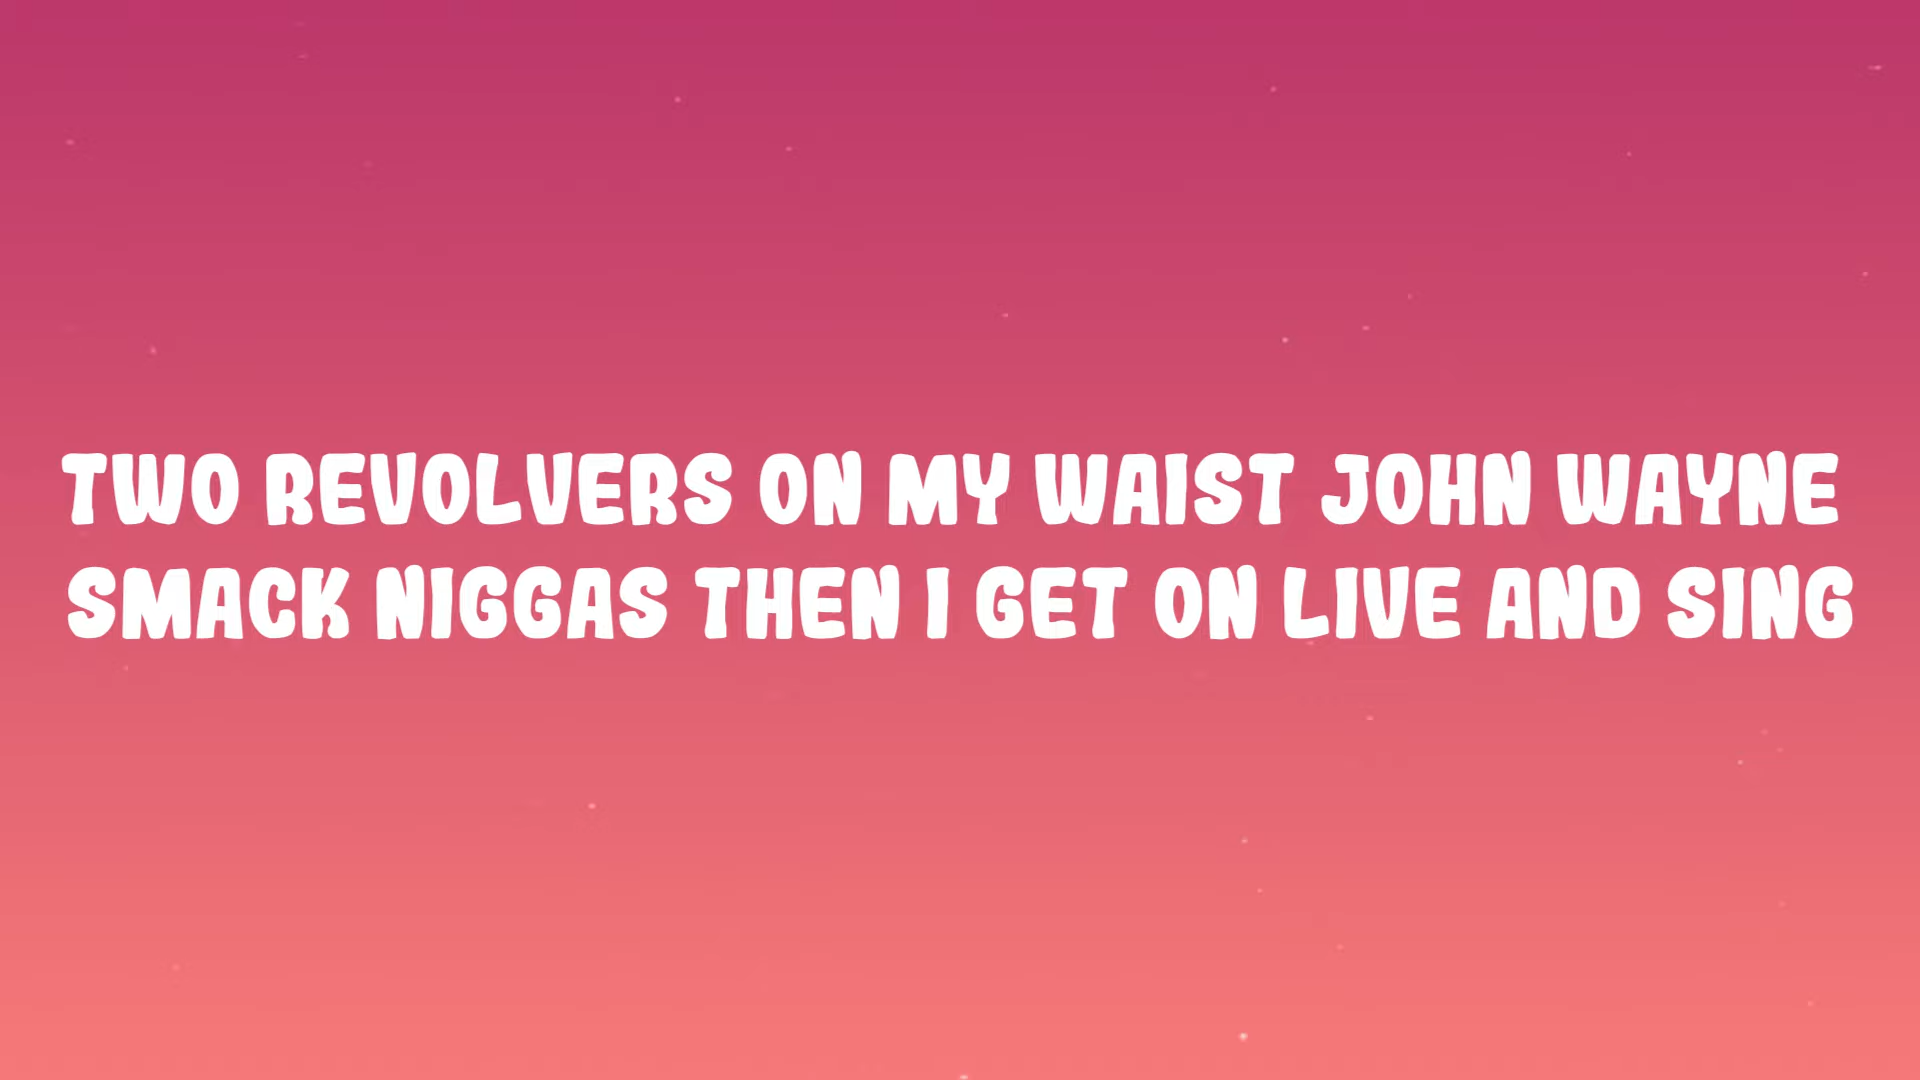 TWO REVOLVERS ON MY WAIST JOHN WAYNE
SMACK NIGGAS THEN I GET ON LIVE AND SING